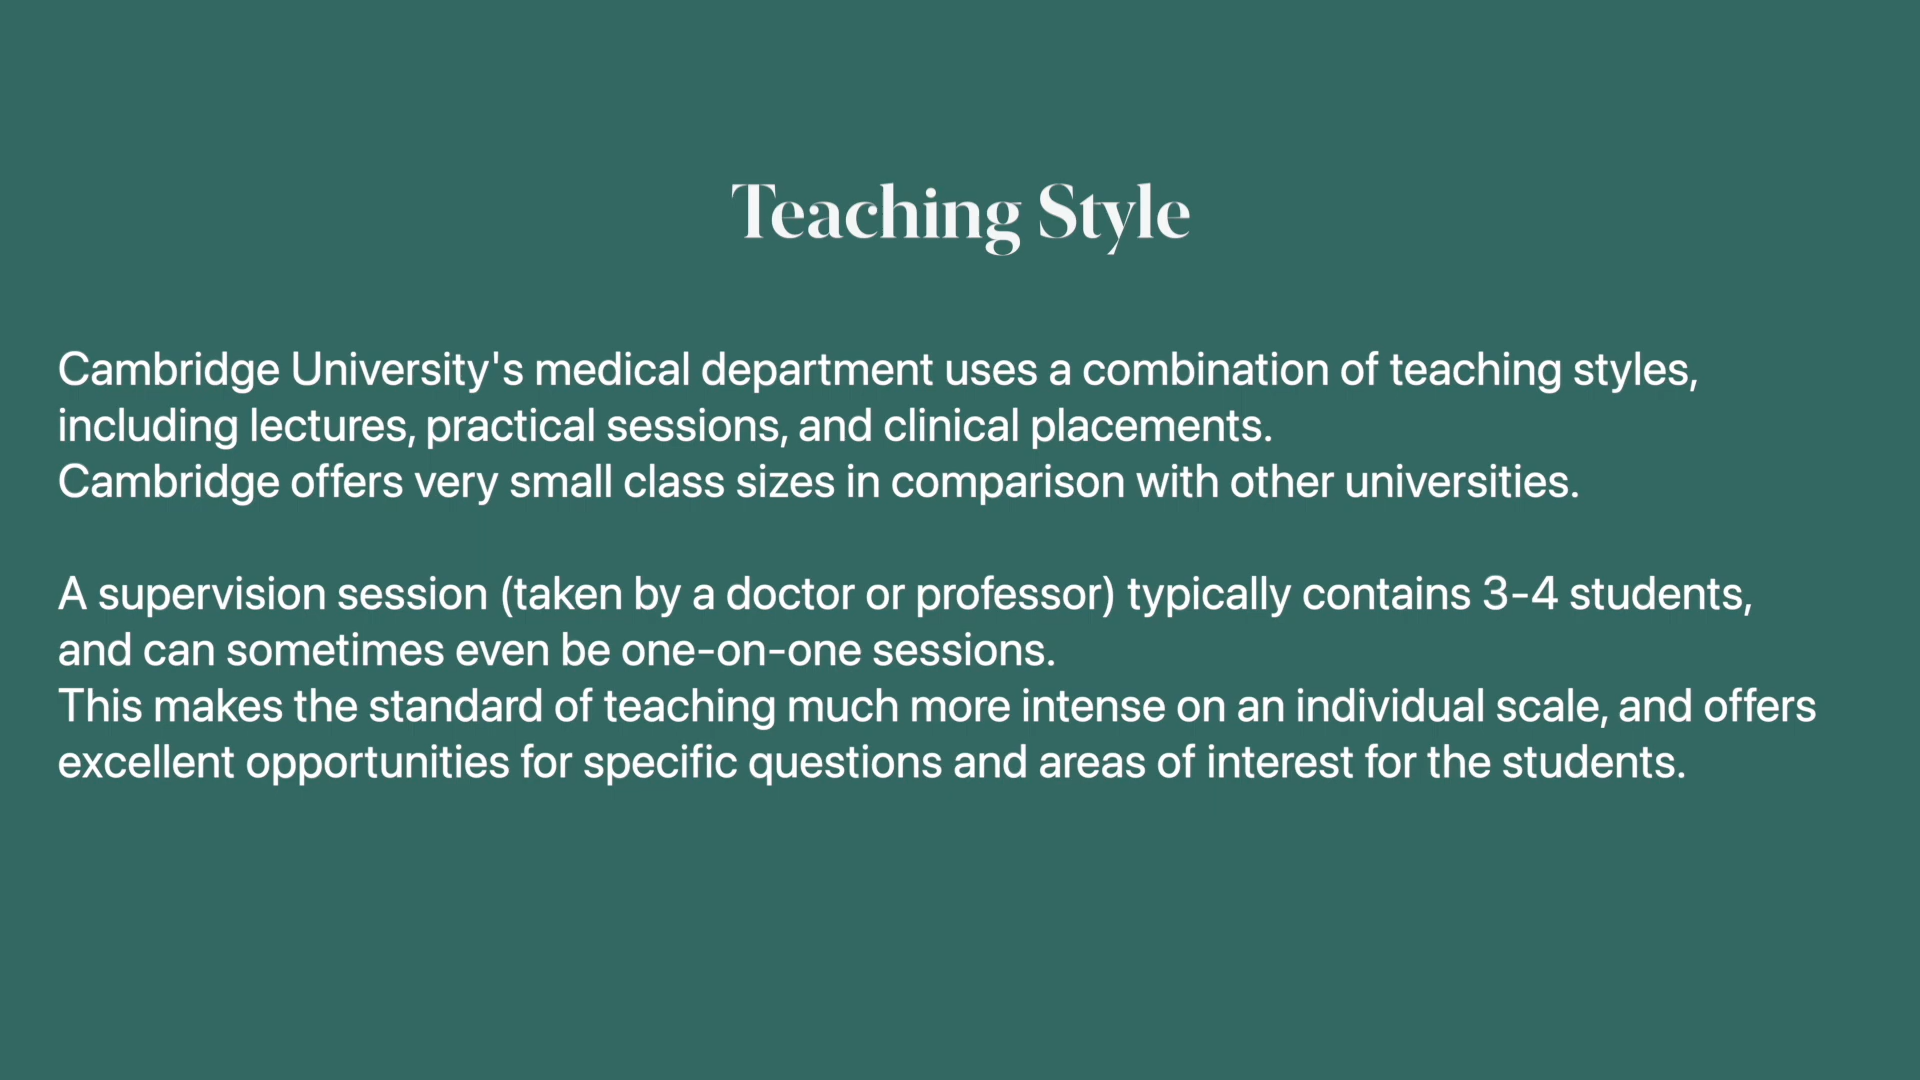 Teaching Style
Cambridge University's medical department uses a combination of teaching styles,
including lectures, practical sessions, and clinical placements.
Cambridge offers very small class sizes in comparison with other universities.
A supervision session (taken by a doctor or professor) typically contains 3-4 students,
and can sometimes even be one-on-one sessions.
This makes the standard of teaching much more intense on an individual scale, and offers
excellent opportunities for specific questions and areas of interest for the students.